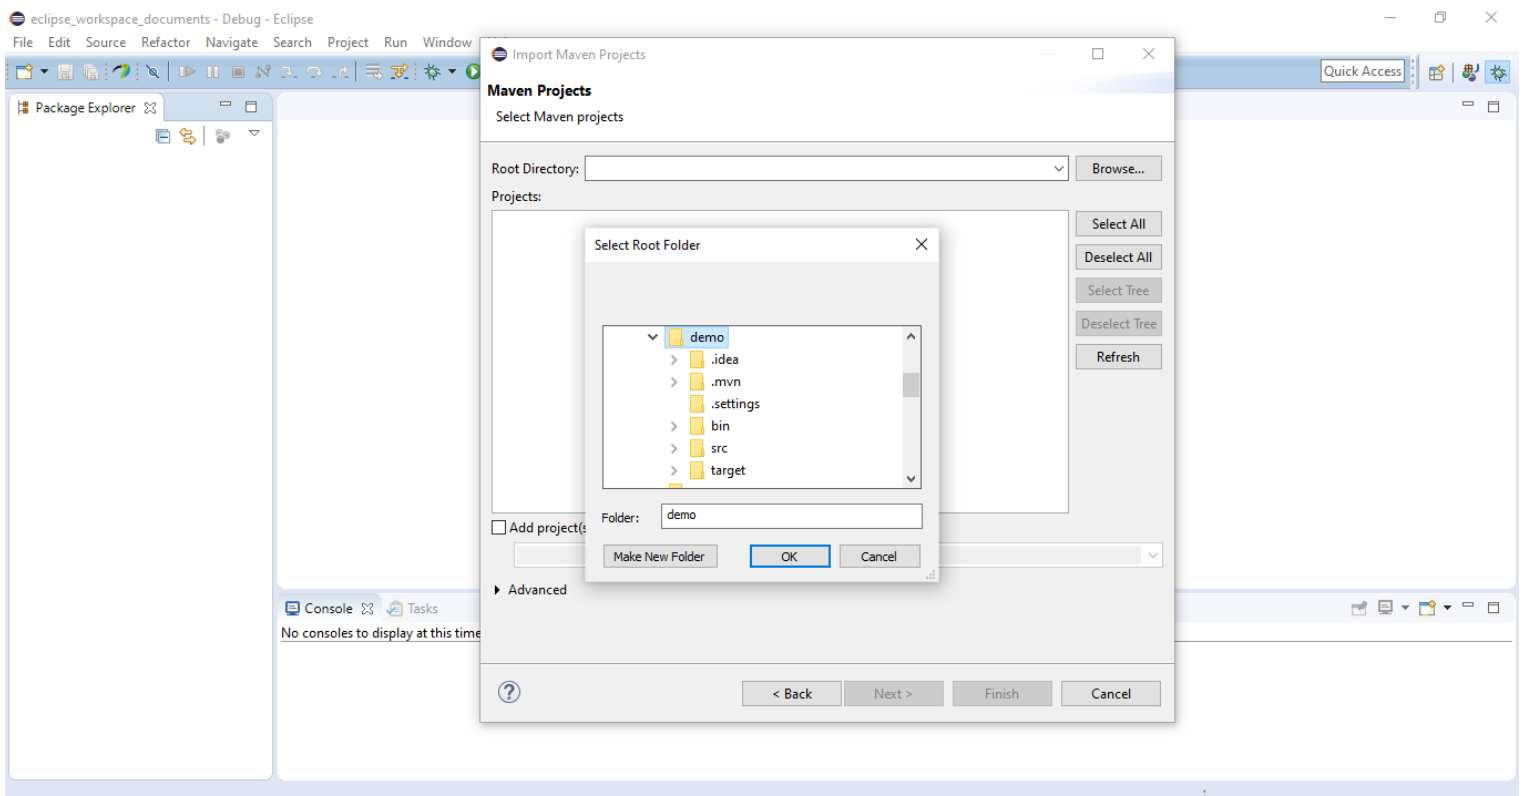 eclipse_workspace_documents - Debug - Eclipse
File Edit Source Refactor Navigate Search Project Run Window
Quick Access
Package Explorer
Import Maven Projects
Maven Projects
Select Maven projects
Root Directory:
Browse...
Projects:
Select All
Deselect All
Select Tree
Deselect Tree
Refresh
Select Root Folder
demo
.idea
.mvn
.settings
bin
src
target
Folder: demo
Make New Folder
OK
Cancel
Add project(s
Advanced
Console
Tasks
No consoles to display at this time
?
< Back
Next >
Finish
Cancel